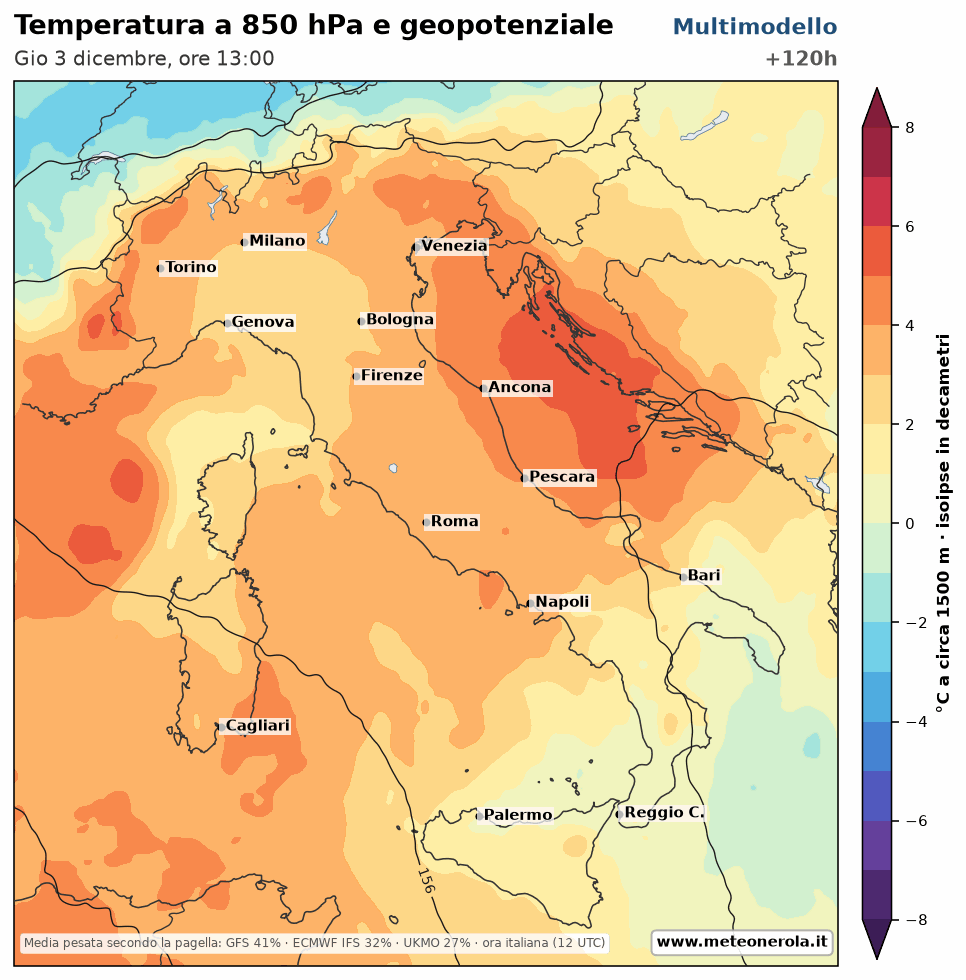 Temperatura a 850 hPa e geopotenziale
Multimodello
Gio 3 dicembre, ore 13:00
+120h
Milano
Venezia
Torino
Genova
Bologna
Firenze
Ancona
Pescara
Roma
Bari
Napoli
Cagliari
Palermo
Reggio C.
156
8
6
4
2
0
−2
−4
−6
−8
°C a circa 1500 m · isoipse in decametri
Media pesata secondo la pagella: GFS 41% · ECMWF IFS 32% · UKMO 27% · ora italiana (12 UTC)
www.meteonerola.it